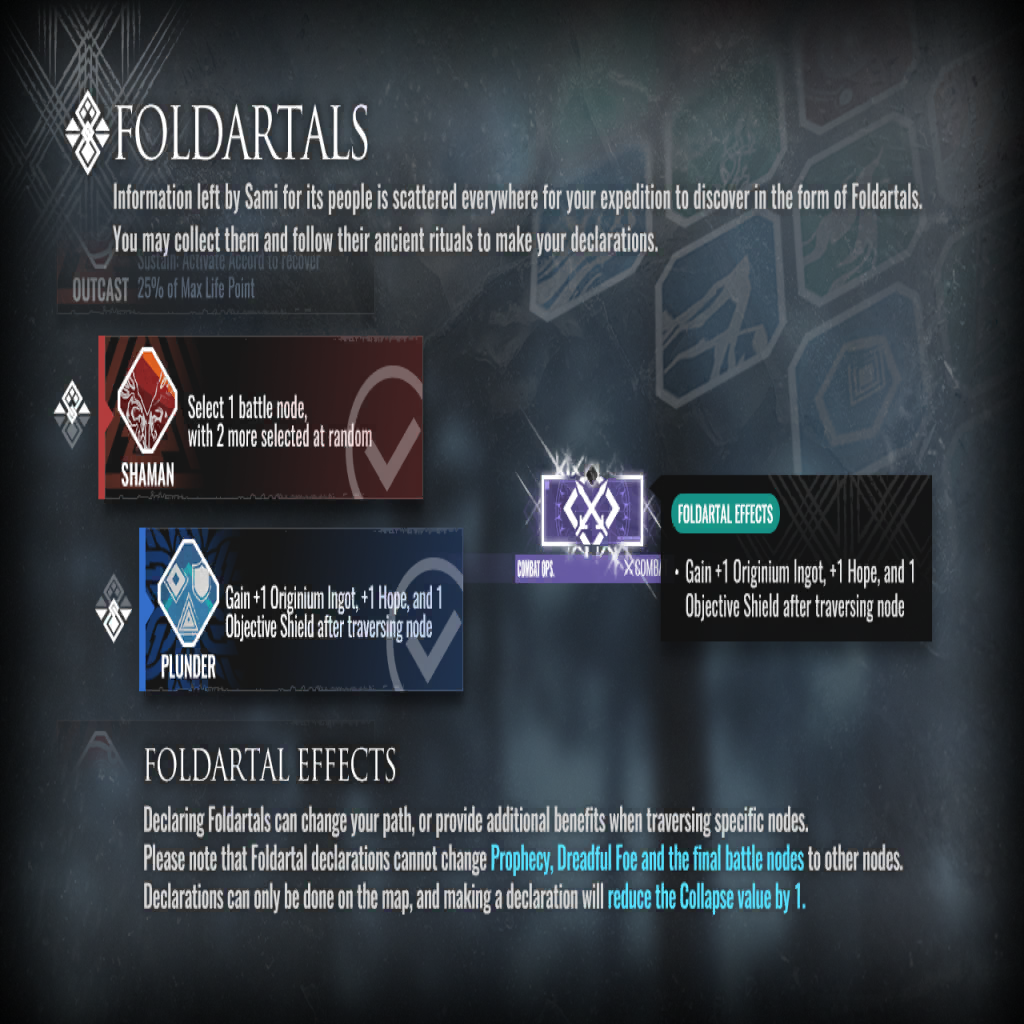 FOLDARTALS
Information left by Sami for its people is scattered everywhere for your expedition to discover in the form of Foldartals.
You may collect them and follow their ancient rituals to make your declarations.
Sustain: Activate Accord to recover
OUTCAST 25% of Max Life Point
Select 1 battle node,
with 2 more selected at random
SHAMAN
FOLDARTAL EFFECTS
COMBAT OPS.
COMBA
Gain +1 Originium Ingot, +1 Hope, and 1
Objective Shield after traversing node
PLUNDER
• Gain +1 Originium Ingot, +1 Hope, and 1
Objective Shield after traversing node
FOLDARTAL EFFECTS
Declaring Foldartals can change your path, or provide additional benefits when traversing specific nodes.
Please note that Foldartal declarations cannot change Prophecy, Dreadful Foe and the final battle nodes to other nodes.
Declarations can only be done on the map, and making a declaration will reduce the Collapse value by 1.